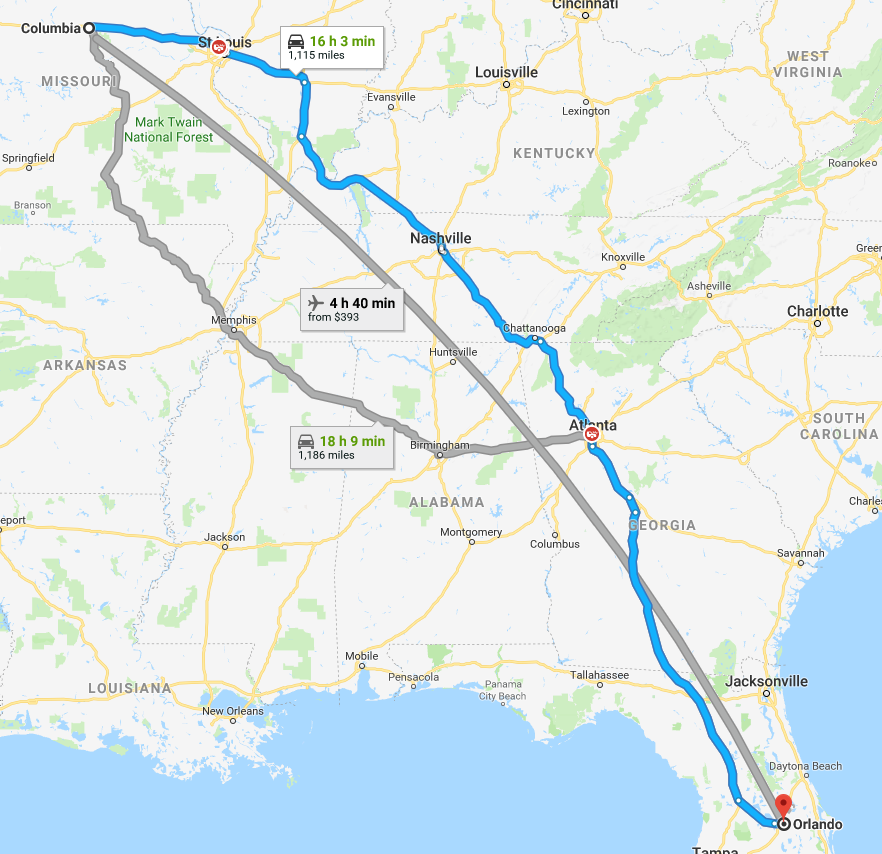 Cincinnati
Columbia
St Louis
16 h 3 min
1,115 miles
WEST
VIRGINIA
Louisville
MISSOURI
Evansville
Lexington
Mark Twain
National Forest
KENTUCKY
Springfield
Roanoke
Branson
Nashville
Knoxville
Green
Asheville
4 h 40 min
from $393
Charlotte
Memphis
Chattanooga
Huntsville
ARKANSAS
SOUTH
CAROLINA
Atlanta
18 h 9 min
1,186 miles
Birmingham
ALABAMA
Charles
eport
GEORGIA
Jackson
Montgomery
Columbus
Savannah
Mobile
Tallahassee
Pensacola
Panama
City Beach
LOUISIANA
Jacksonville
New Orleans
Daytona Beach
Orlando
Tampa